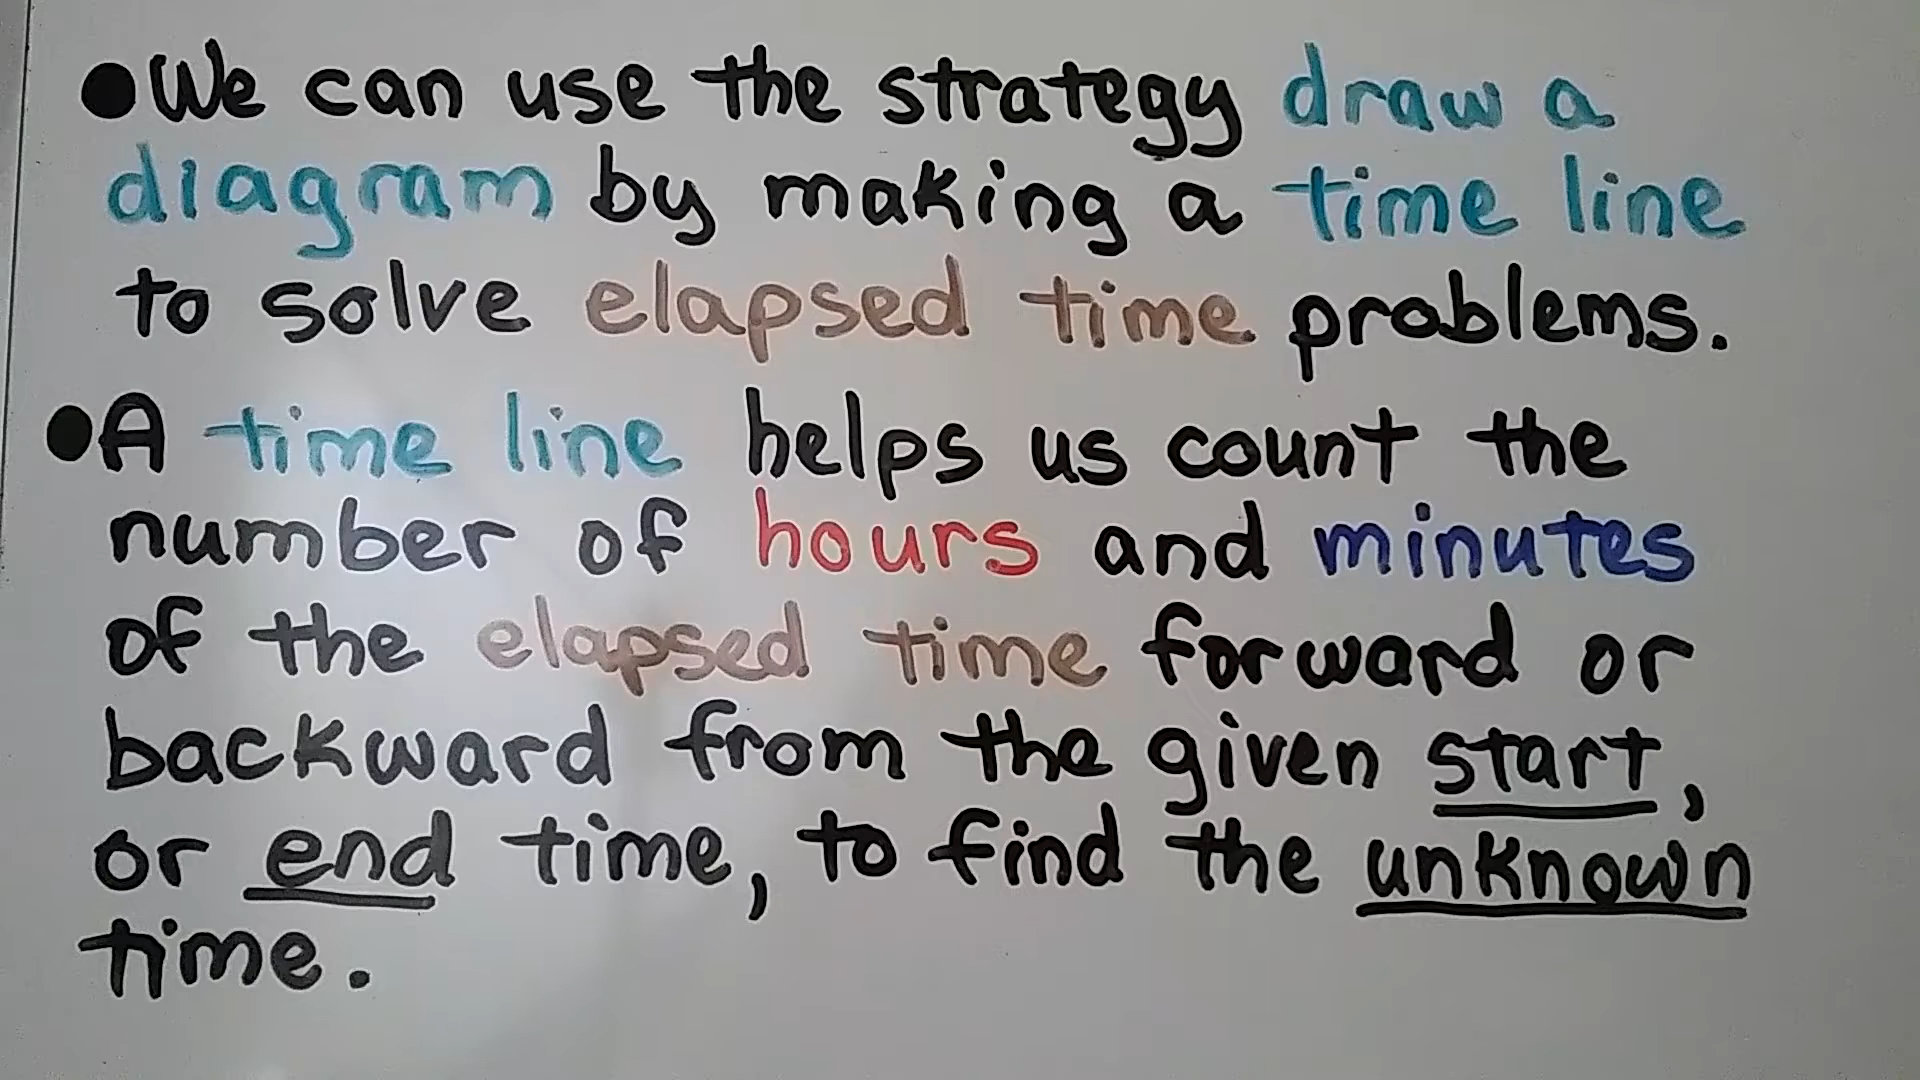 ●We can use the strategy draw a
diagram by making a time line
to solve elapsed time problems.
●A time line helps us count the
number of hours and minutes
of the elapsed time forward or
backward from the given start,
or end time, to find the unknown
time.